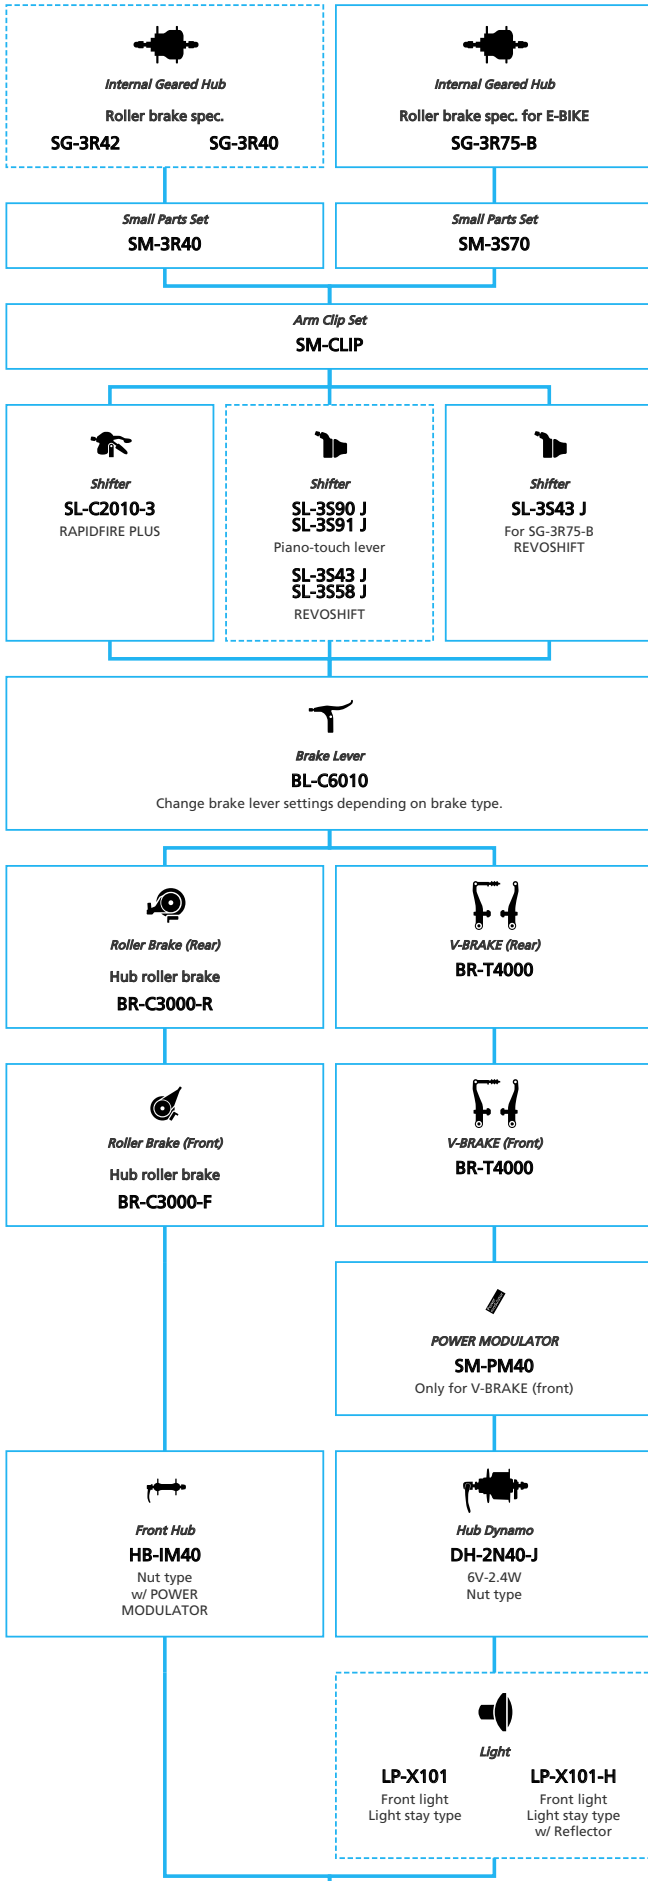 Internal Geared Hub
Roller brake spec.
SG-3R42 SG-3R40
Internal Geared Hub
Roller brake spec. for E-BIKE
SG-3R75-B
Small Parts Set
SM-3R40
Small Parts Set
SM-3S70
Arm Clip Set
SM-CLIP
Shifter
SL-C2010-3
RAPIDFIRE PLUS
Shifter
SL-3S90 J
SL-3S91 J
Piano-touch lever
SL-3S43 J
SL-3S58 J
REVOSHIFT
Shifter
SL-3S43 J
For SG-3R75-B
REVOSHIFT
Brake Lever
BL-C6010
Change brake lever settings depending on brake type.
Roller Brake (Rear)
Hub roller brake
BR-C3000-R
V-BRAKE (Rear)
BR-T4000
Roller Brake (Front)
Hub roller brake
BR-C3000-F
V-BRAKE (Front)
BR-T4000
POWER MODULATOR
SM-PM40
Only for V-BRAKE (front)
Front Hub
HB-IM40
Nut type
w/ POWER
MODULATOR
Hub Dynamo
DH-2N40-J
6V-2.4W
Nut type
Light
LP-X101
Front light
Light stay type
LP-X101-H
Front light
Light stay type
w/ Reflector